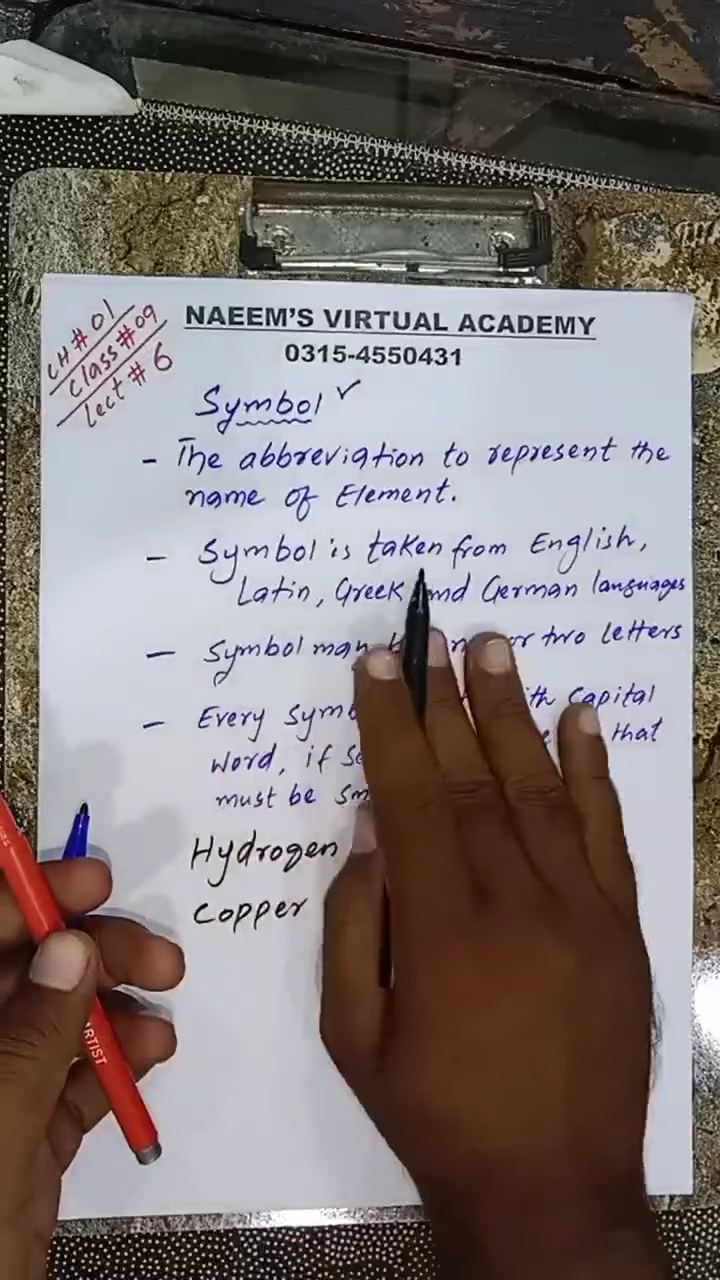 CH # 01
Class # 09
Lect # 6
NAEEM'S VIRTUAL ACADEMY
0315-4550431
Symbol ✓
- The abbreviation to represent the
name of Element.
- Symbol is taken from English,
Latin, Greek and German languages
- Symbol may or two letters
- Every Capital
that
word, if
must be
Hydrogen
Copper
ARTIST